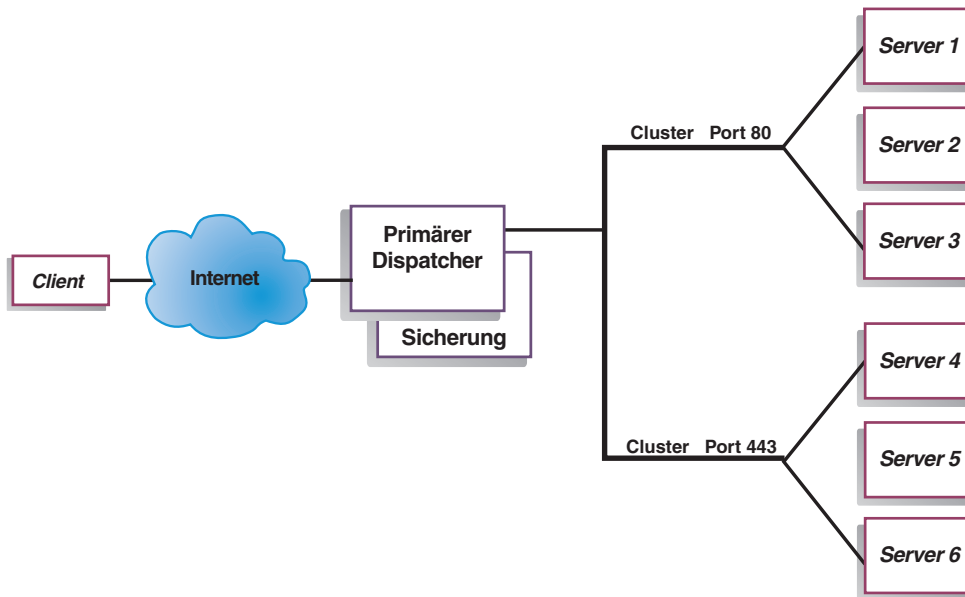 Client
Internet
Primärer
Dispatcher
Sicherung
Cluster Port 80
Server 1
Server 2
Server 3
Cluster Port 443
Server 4
Server 5
Server 6